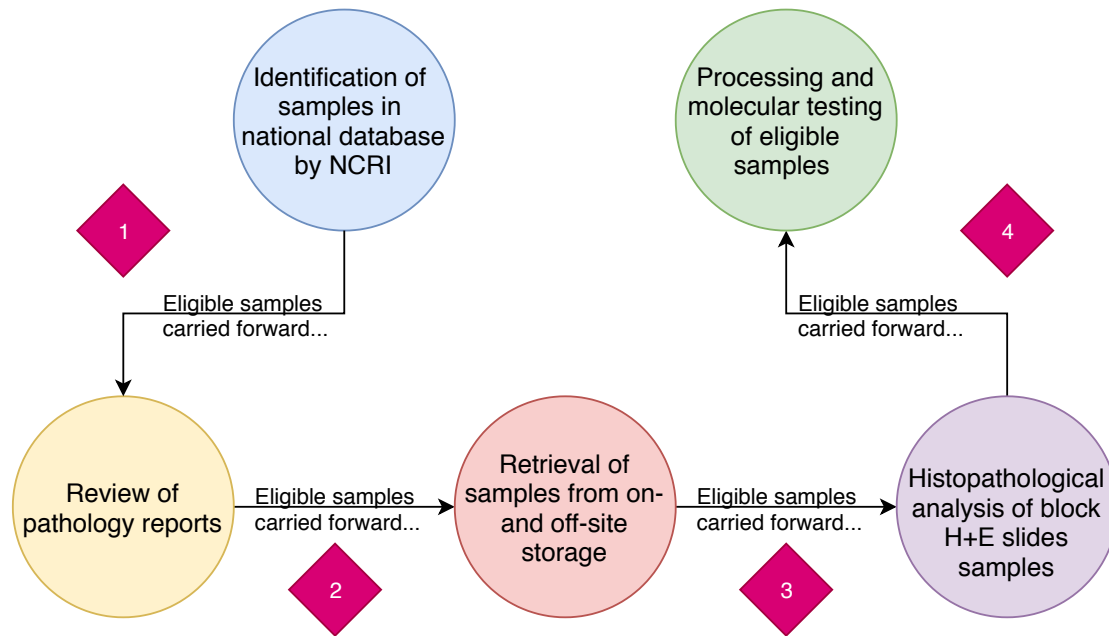 Identification of
samples in
national database
by NCRI
1
Eligible samples
carried forward...
Review of
pathology reports
Eligible samples
carried forward...
2
Retrieval of
samples from on-
and off-site
storage
Eligible samples
carried forward...
3
Histopathological
analysis of block
H+E slides
samples
Eligible samples
carried forward...
4
Processing and
molecular testing
of eligible
samples